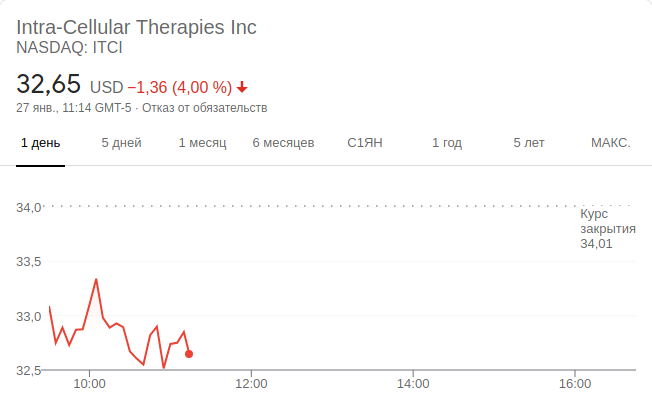 Intra-Cellular Therapies Inc
NASDAQ: ITCI
32,65 USD −1,36 (4,00 %)
27 янв., 11:14 GMT-5 · Отказ от обязательств
1 день 5 дней 1 месяц 6 месяцев С1ЯН 1 год 5 лет МАКС.
34,0
Курс
закрытия
34,01
33,5
33,0
32,5
10:00 12:00 14:00 16:00